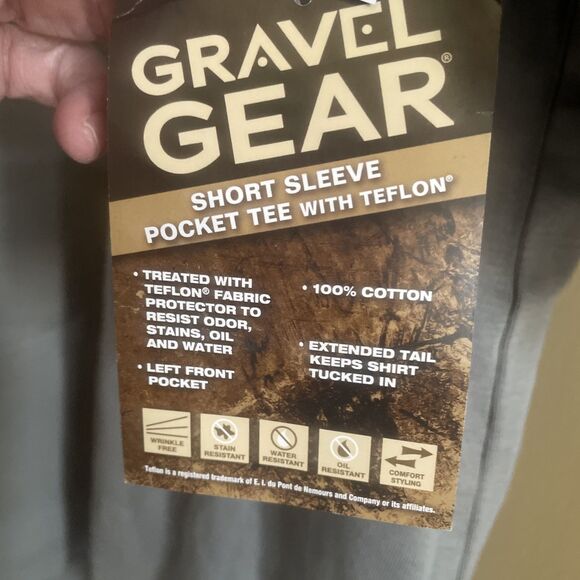 GRAVEL
GEAR®
SHORT SLEEVE
POCKET TEE WITH TEFLON®
• TREATED WITH
TEFLON® FABRIC
PROTECTOR TO
RESIST ODOR,
STAINS, OIL
AND WATER
• LEFT FRONT
POCKET
• 100% COTTON
• EXTENDED TAIL
KEEPS SHIRT
TUCKED IN
WRINKLE
FREE
STAIN
RESISTANT
WATER
RESISTANT
OIL
RESISTANT
COMFORT
STYLING
Teflon is a registered trademark of E. I. du Pont de Nemours and Company or its affiliates.